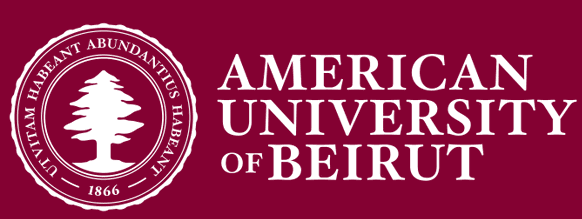 UT VITAM HABEANT ABUNDANTIUS HABEANT
1866
AMERICAN
UNIVERSITY
OF BEIRUT